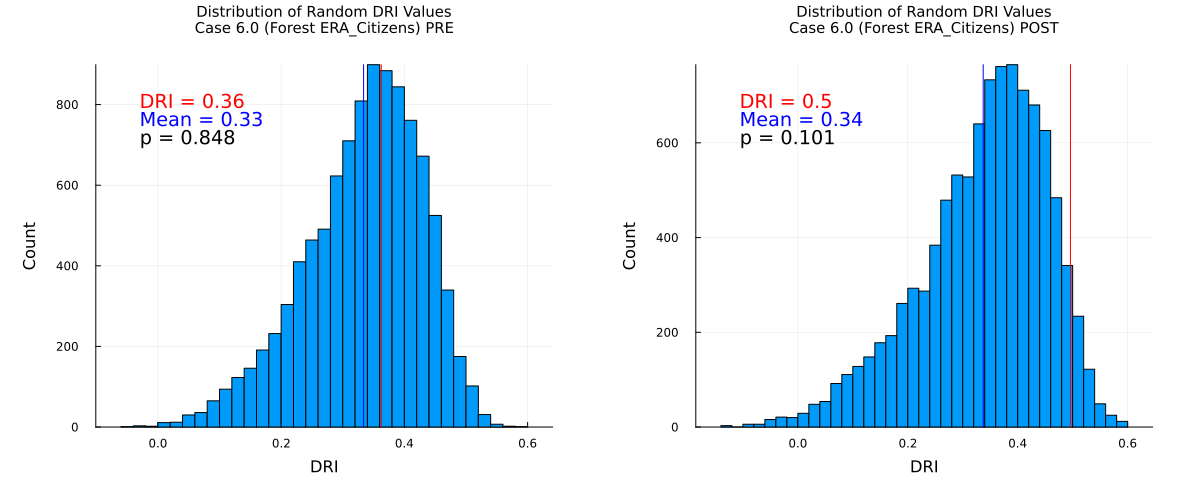 Distribution of Random DRI Values
Case 6.0 (Forest ERA_Citizens) PRE
DRI = 0.36
Mean = 0.33
p = 0.848
Count
800
600
400
200
0
0.0
0.2
0.4
0.6
DRI
Distribution of Random DRI Values
Case 6.0 (Forest ERA_Citizens) POST
DRI = 0.5
Mean = 0.34
p = 0.101
Count
600
400
200
0
0.0
0.2
0.4
0.6
DRI